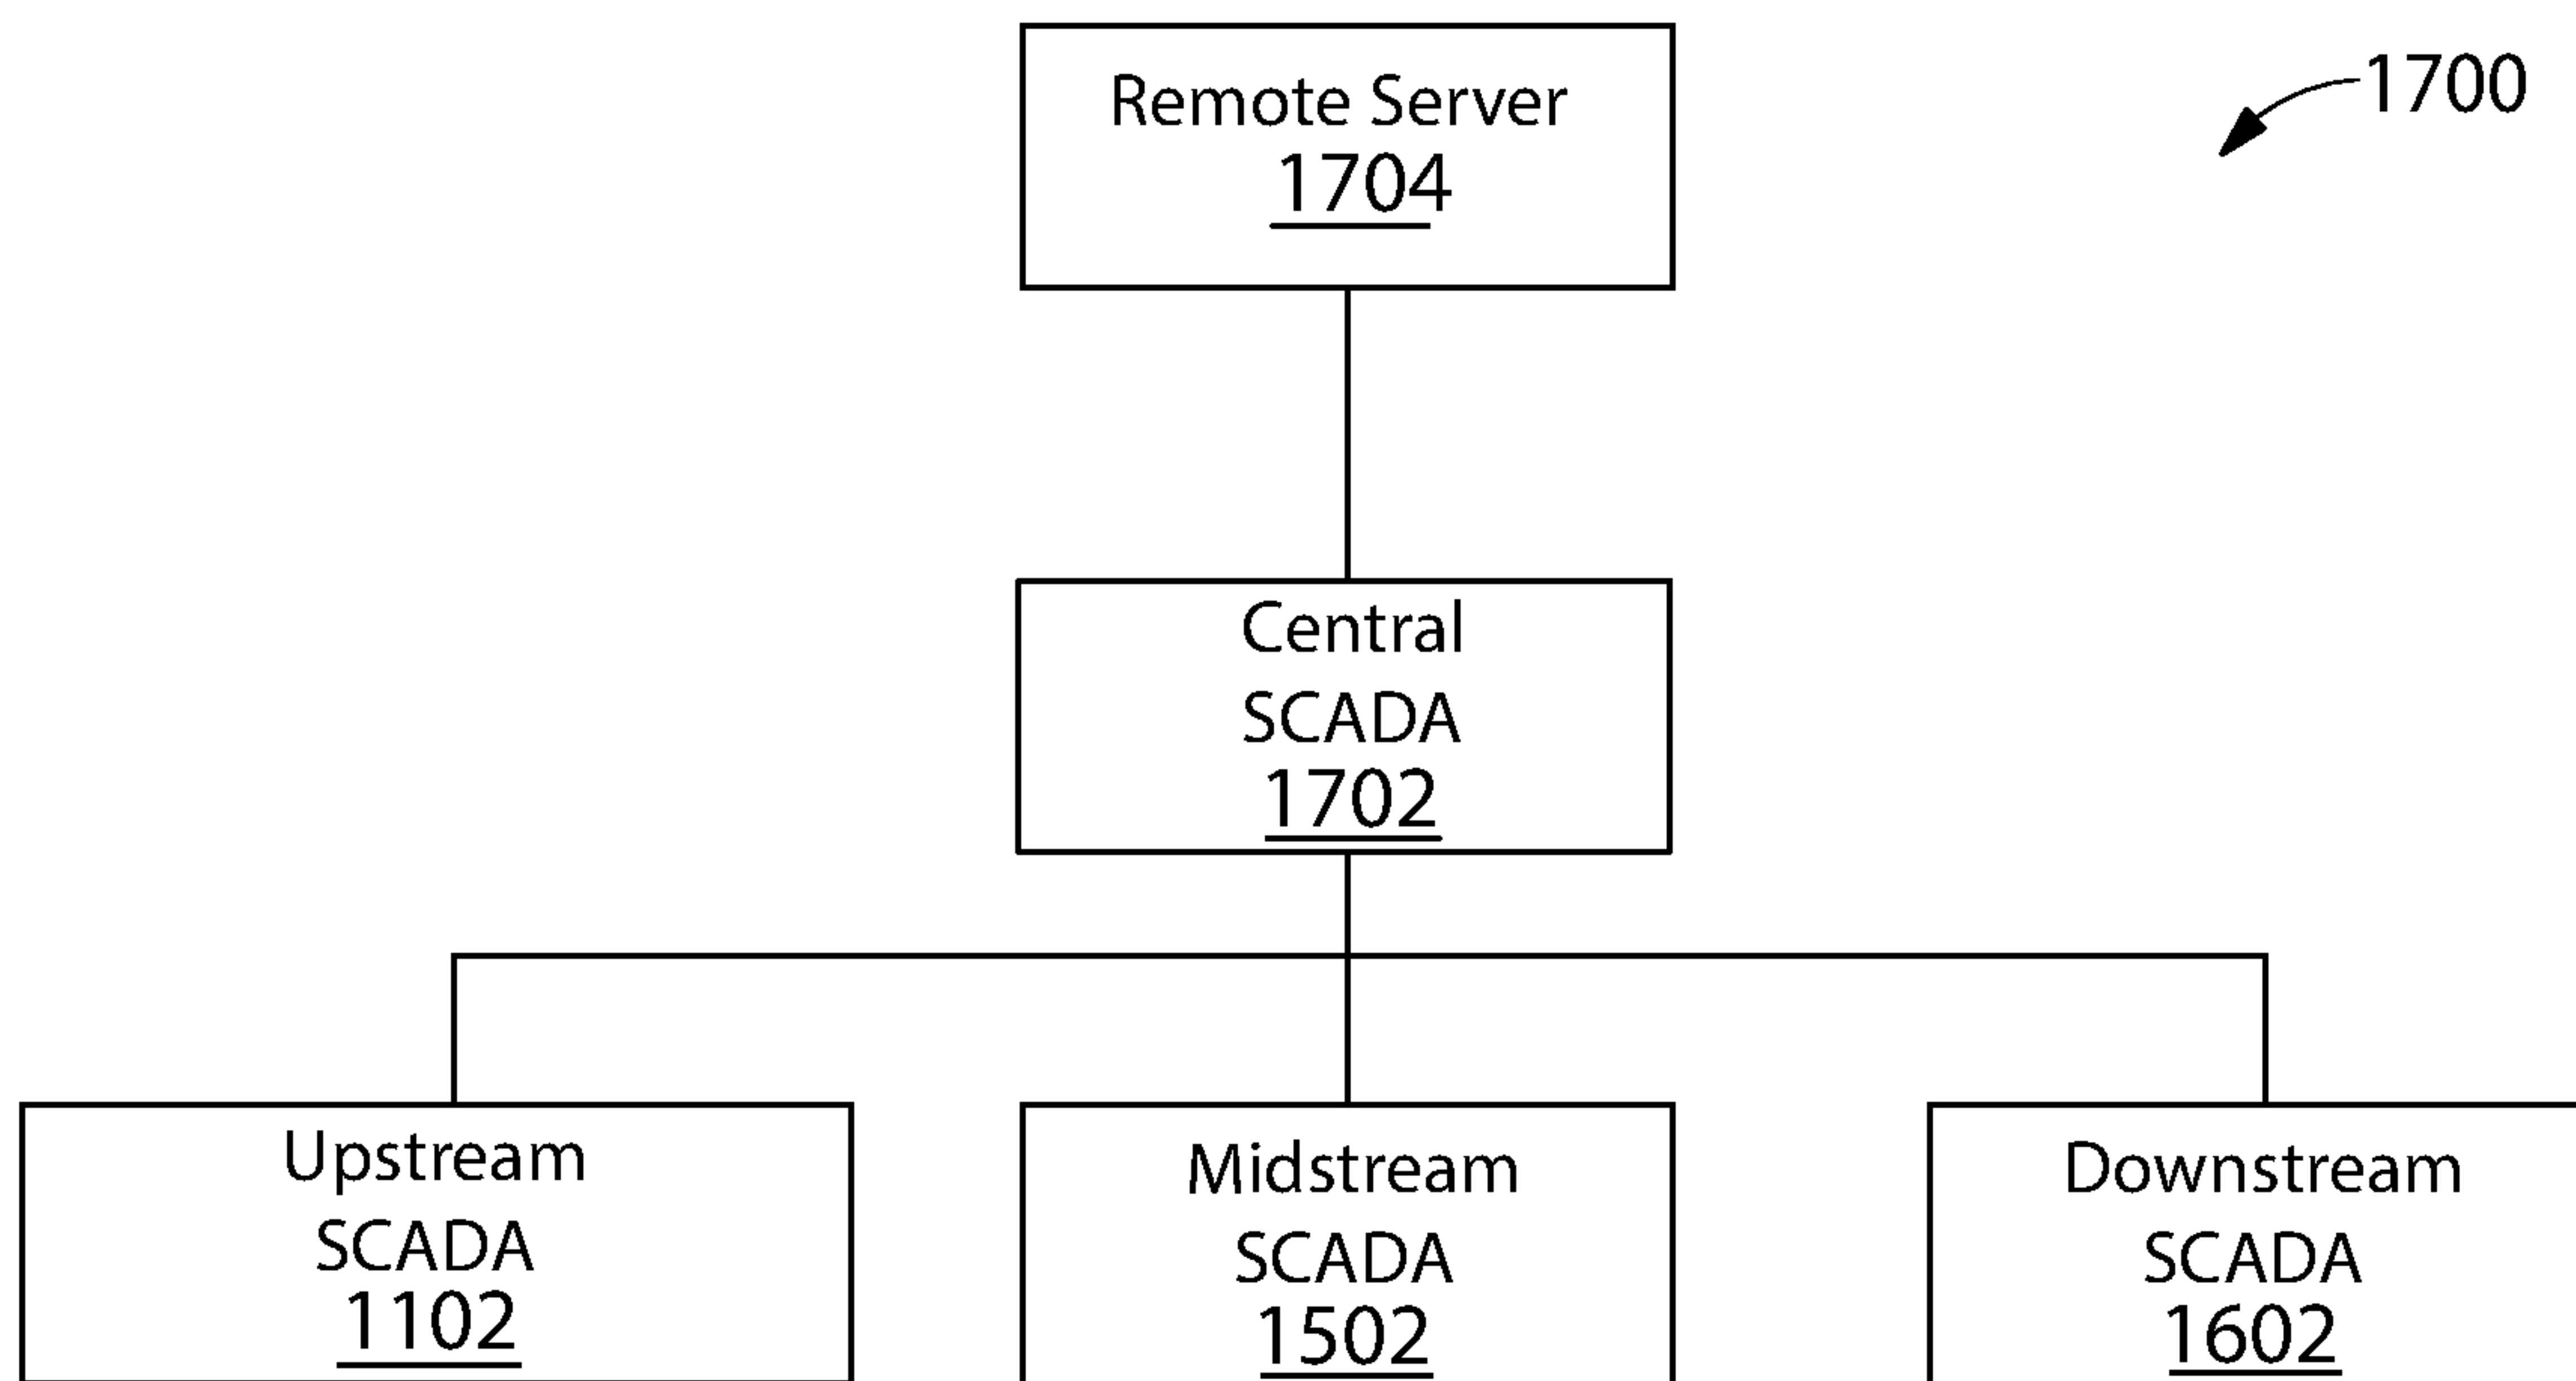 Remote Server
1704
1700
Central
SCADA
1702
Upstream
SCADA
1102
Midstream
SCADA
1502
Downstream
SCADA
1602